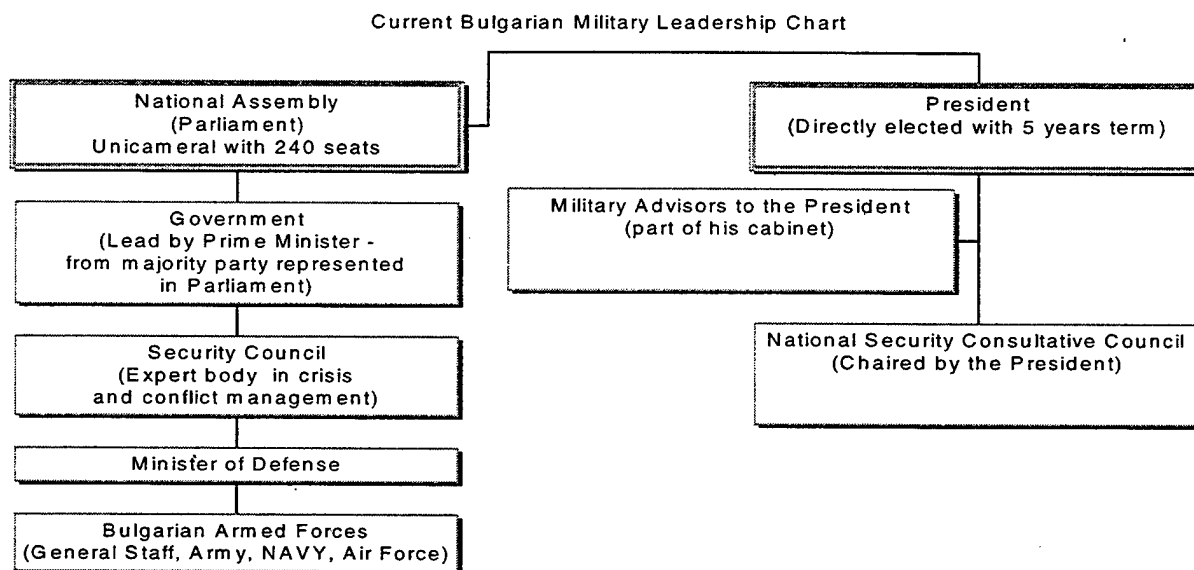 Current Bulgarian Military Leadership Chart
National Assembly
(Parliament)
Unicameral with 240 seats
President
(Directly elected with 5 years term)
Military Advisors to the President
(part of his cabinet)
Government
(Lead by Prime Minister -
from majority party represented
in Parliament)
National Security Consultative Council
(Chaired by the President)
Security Council
(Expert body in crisis
and conflict management)
Minister of Defense
Bulgarian Armed Forces
(General Staff, Army, NAVY, Air Force)